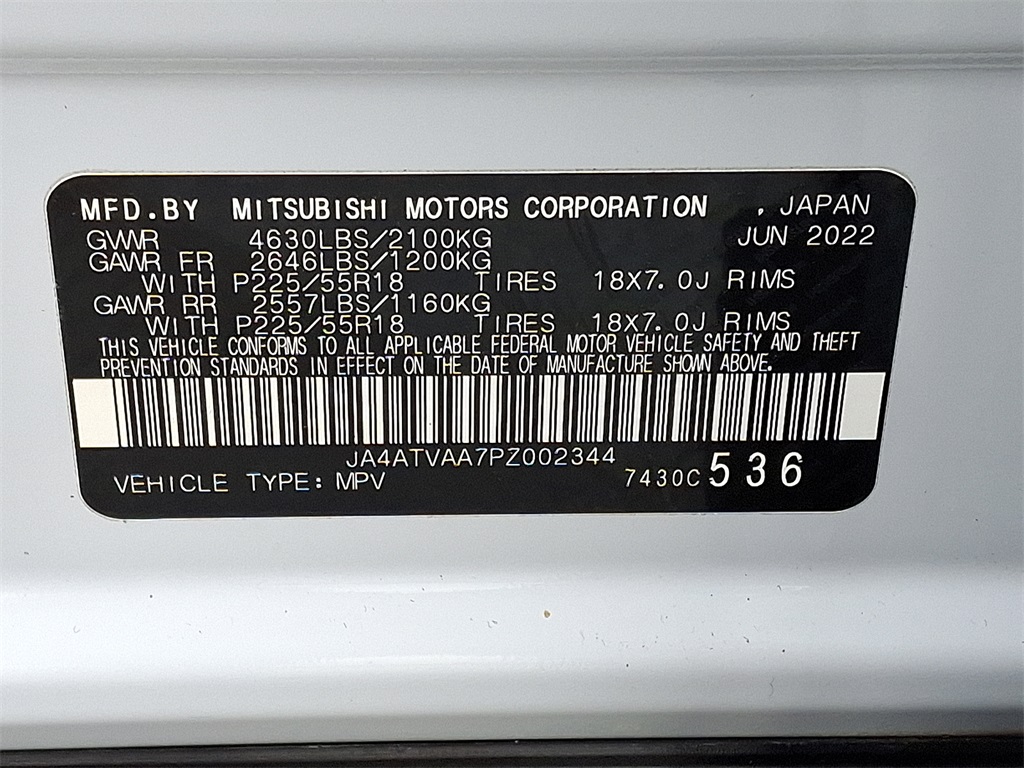 MFD.BY MITSUBISHI MOTORS CORPORATION , JAPAN
GVWR 4630LBS/2100KG JUN 2022
GAWR FR 2646LBS/1200KG
WITH P225/55R18 TIRES 18X7.0J RIMS
GAWR RR 2557LBS/1160KG
WITH P225/55R18 TIRES 18X7.0J RIMS
THIS VEHICLE CONFORMS TO ALL APPLICABLE FEDERAL MOTOR VEHICLE SAFETY AND THEFT
PREVENTION STANDARDS IN EFFECT ON THE DATE OF MANUFACTURE SHOWN ABOVE.
JA4ATVAA7PZ002344
VEHICLE TYPE: MPV 7430C 536